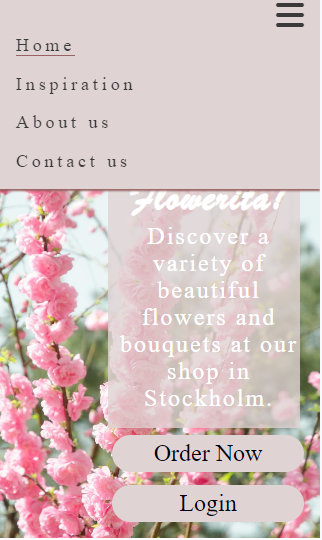 Home
Inspiration
About us
Contact us
Flowerita!
Discover a
variety of
beautiful
flowers and
bouquets at our
shop in
Stockholm.
Order Now
Login